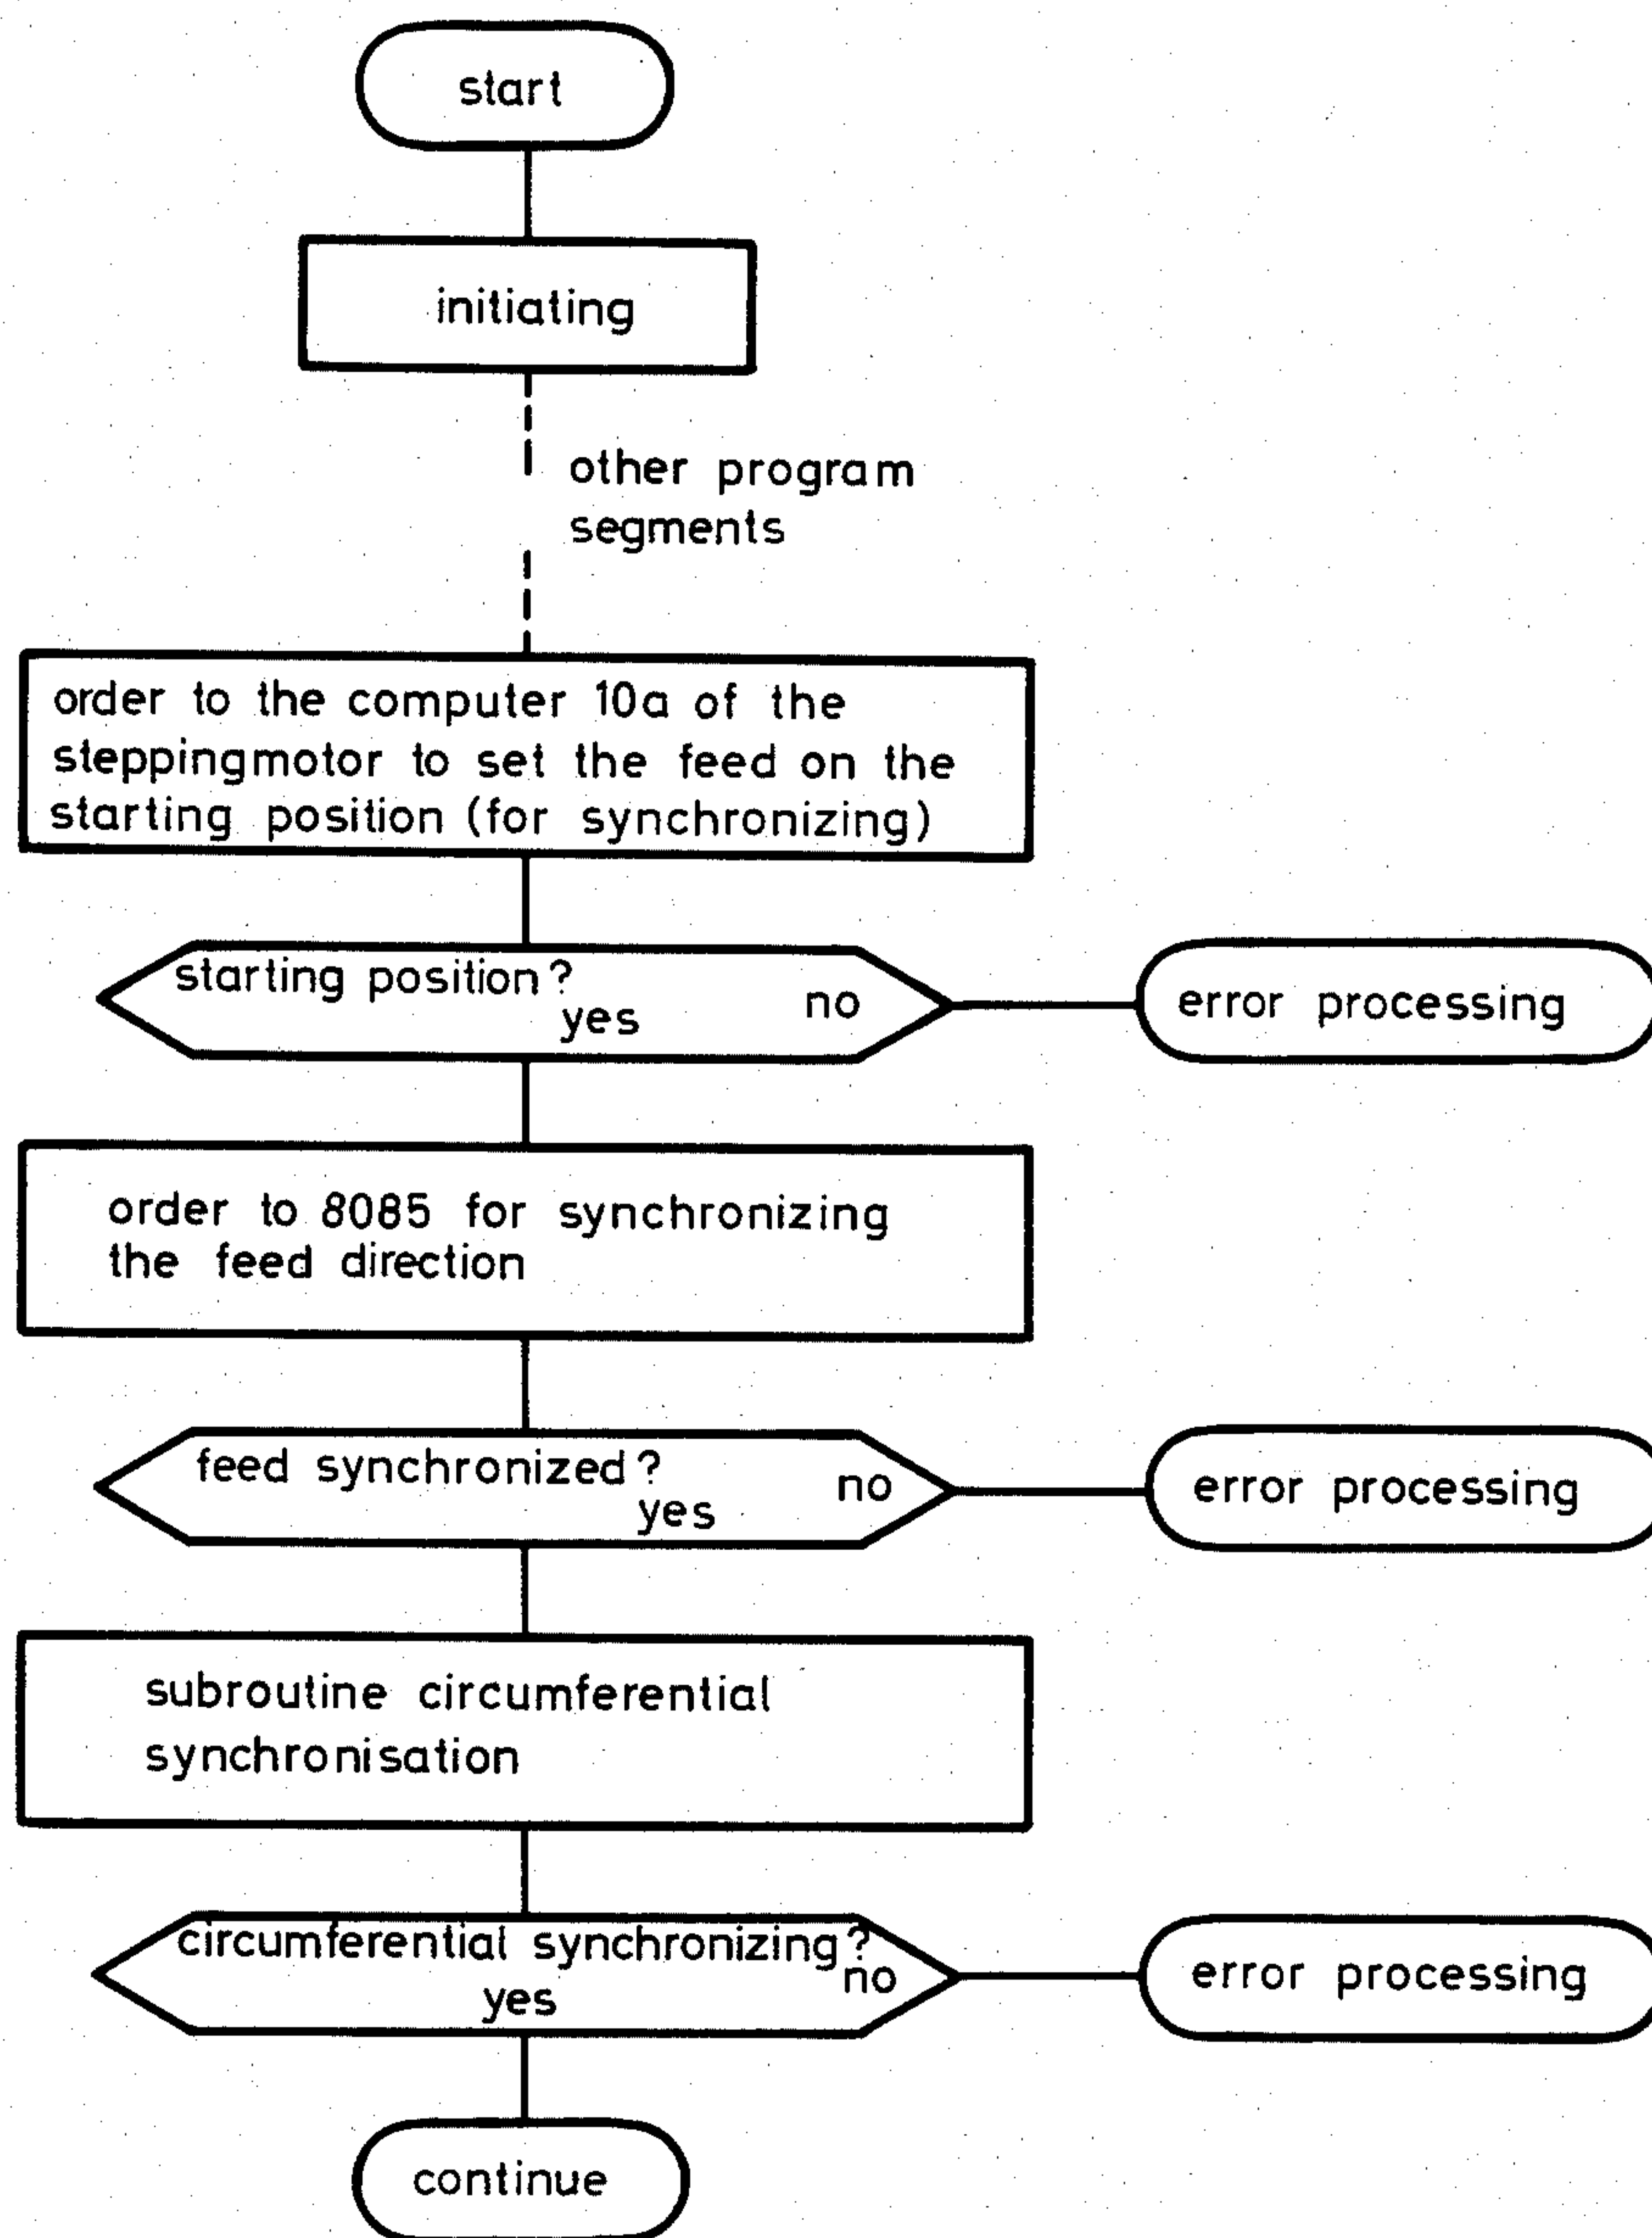 start
initiating
other program
segments
order to the computer 10a of the
steppingmotor to set the feed on the
starting position (for synchronizing)
starting position?
yes
no
error processing
order to 8085 for synchronizing
the feed direction
feed synchronized?
yes
no
error processing
subroutine circumferential
synchronisation
circumferential synchronizing?
yes
no
error processing
continue